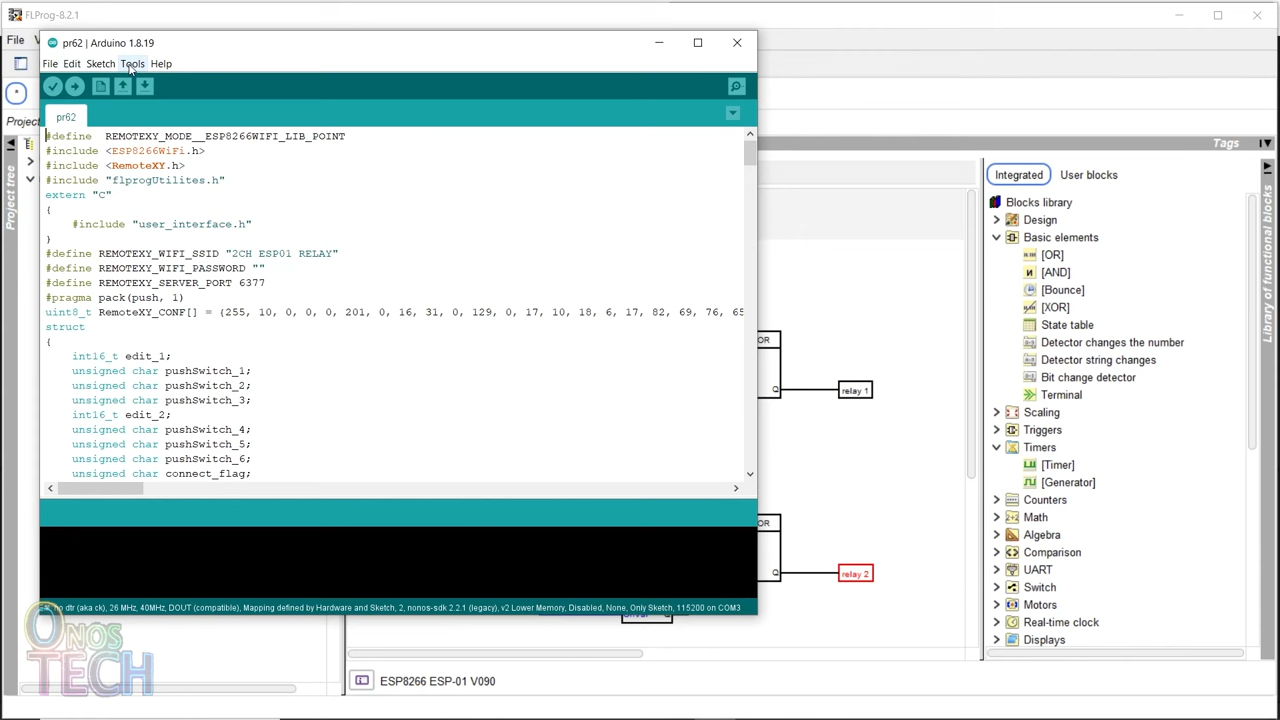 FLProg-8.2.1
File
pr62 | Arduino 1.8.19
File Edit Sketch Tools Help
pr62
#define  REMOTEXY_MODE__ESP8266WIFI_LIB_POINT
#include <ESP8266WiFi.h>
#include <RemoteXY.h>
#include "flprogUtilites.h"
extern "C"
{
#include "user_interface.h"
}
#define REMOTEXY_WIFI_SSID "2CH ESP01 RELAY"
#define REMOTEXY_WIFI_PASSWORD ""
#define REMOTEXY_SERVER_PORT 6377
#pragma pack(push, 1)
uint8_t RemoteXY_CONF[] = {255, 10, 0, 0, 0, 201, 0, 16, 31, 0, 129, 0, 17, 10, 18, 6, 17, 82, 69, 76, 65
struct
{
int16_t edit_1;
unsigned char pushSwitch_1;
unsigned char pushSwitch_2;
unsigned char pushSwitch_3;
int16_t edit_2;
unsigned char pushSwitch_4;
unsigned char pushSwitch_5;
unsigned char pushSwitch_6;
unsigned char connect_flag;
no dtr (aka ck), 26 MHz, 40MHz, DOUT (compatible), Mapping defined by Hardware and Sketch, 2, nonos-sdk 2.2.1 (legacy), v2 Lower Memory, Disabled, None, Only Sketch, 115200 on COM3
Project tree
OR
Q
relay 1
OR
Q
relay 2
ESP8266 ESP-01 V090
Tags
Integrated
User blocks
Blocks library
Design
Basic elements
[OR]
[AND]
[Bounce]
[XOR]
State table
Detector changes the number
Detector string changes
Bit change detector
Terminal
Scaling
Triggers
Timers
[Timer]
[Generator]
Counters
Math
Algebra
Comparison
UART
Switch
Motors
Real-time clock
Displays
Library of functional blocks
ONOS
TECH